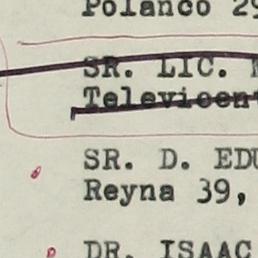 Polanco 29
SR. LIC.
Televicent
SR. D. EDU
Reyna 39,
DR. ISAAC